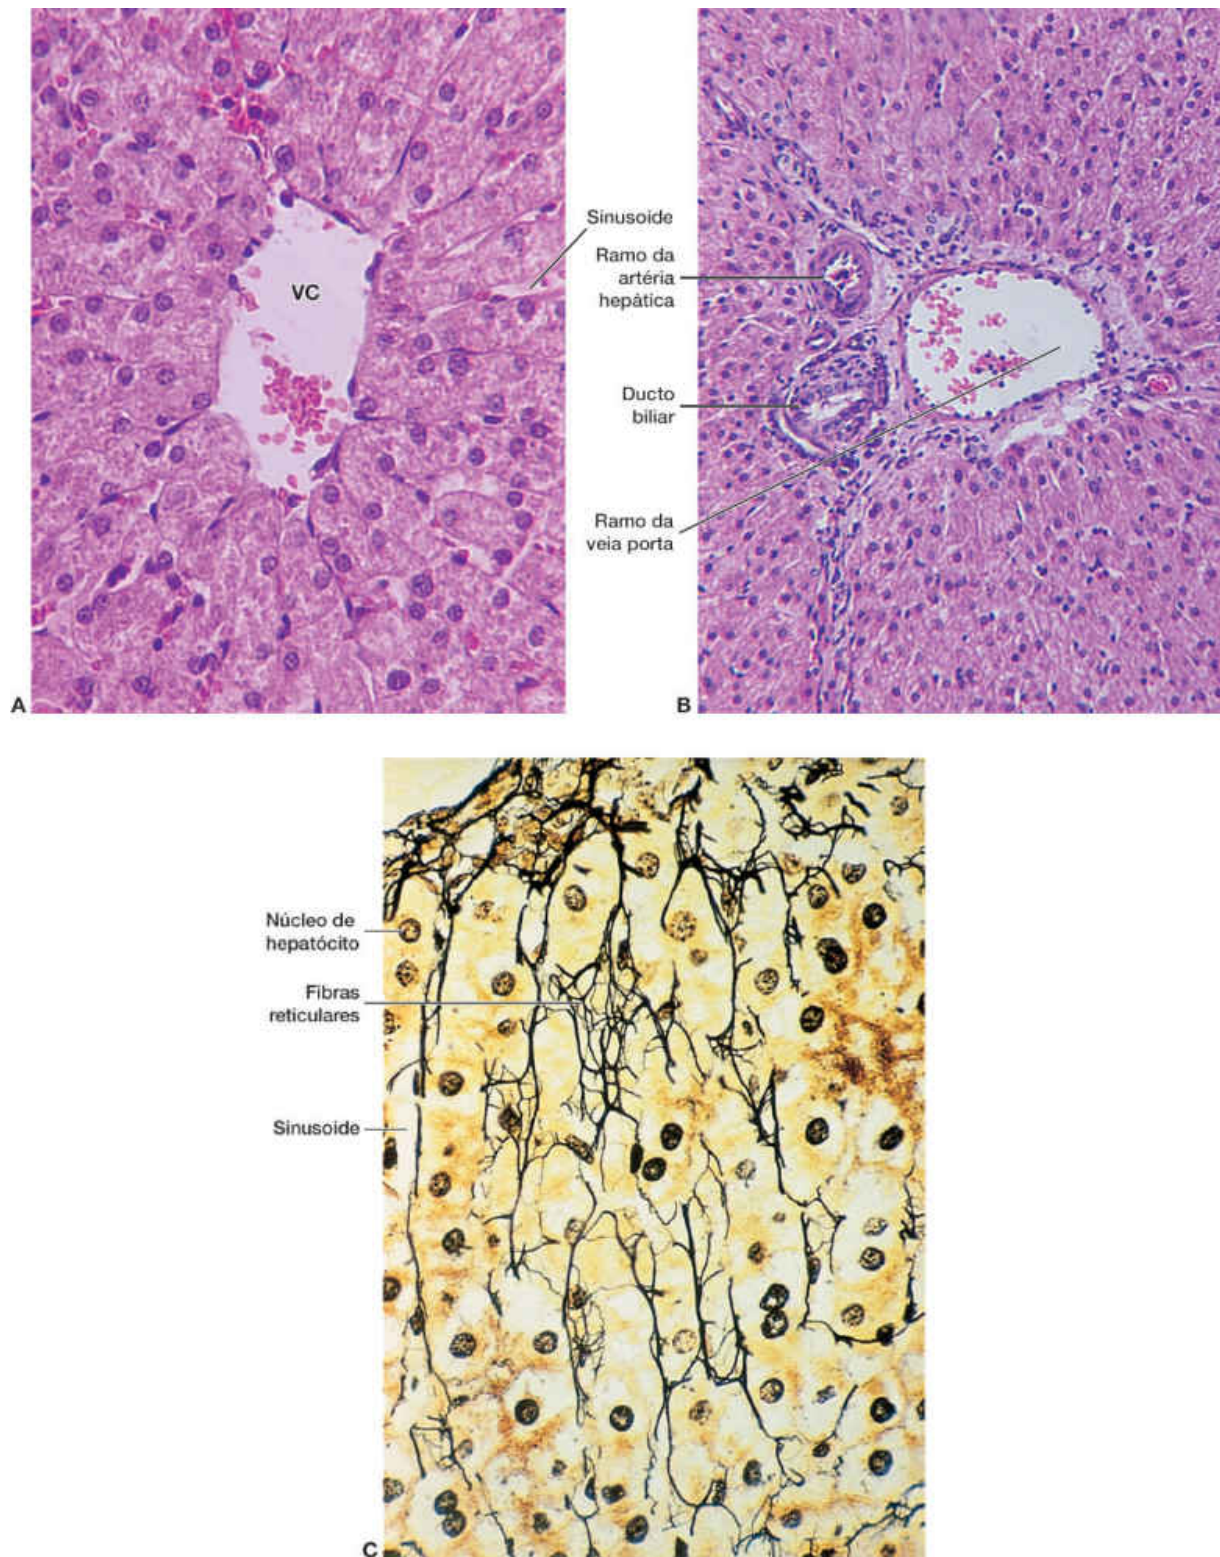 VC
Sinusoide
Ramo da
artéria
hepática
Ducto
biliar
Ramo da
veia porta
A
B
Núcleo de
hepatócito
Fibras
reticulares
Sinusoide
C